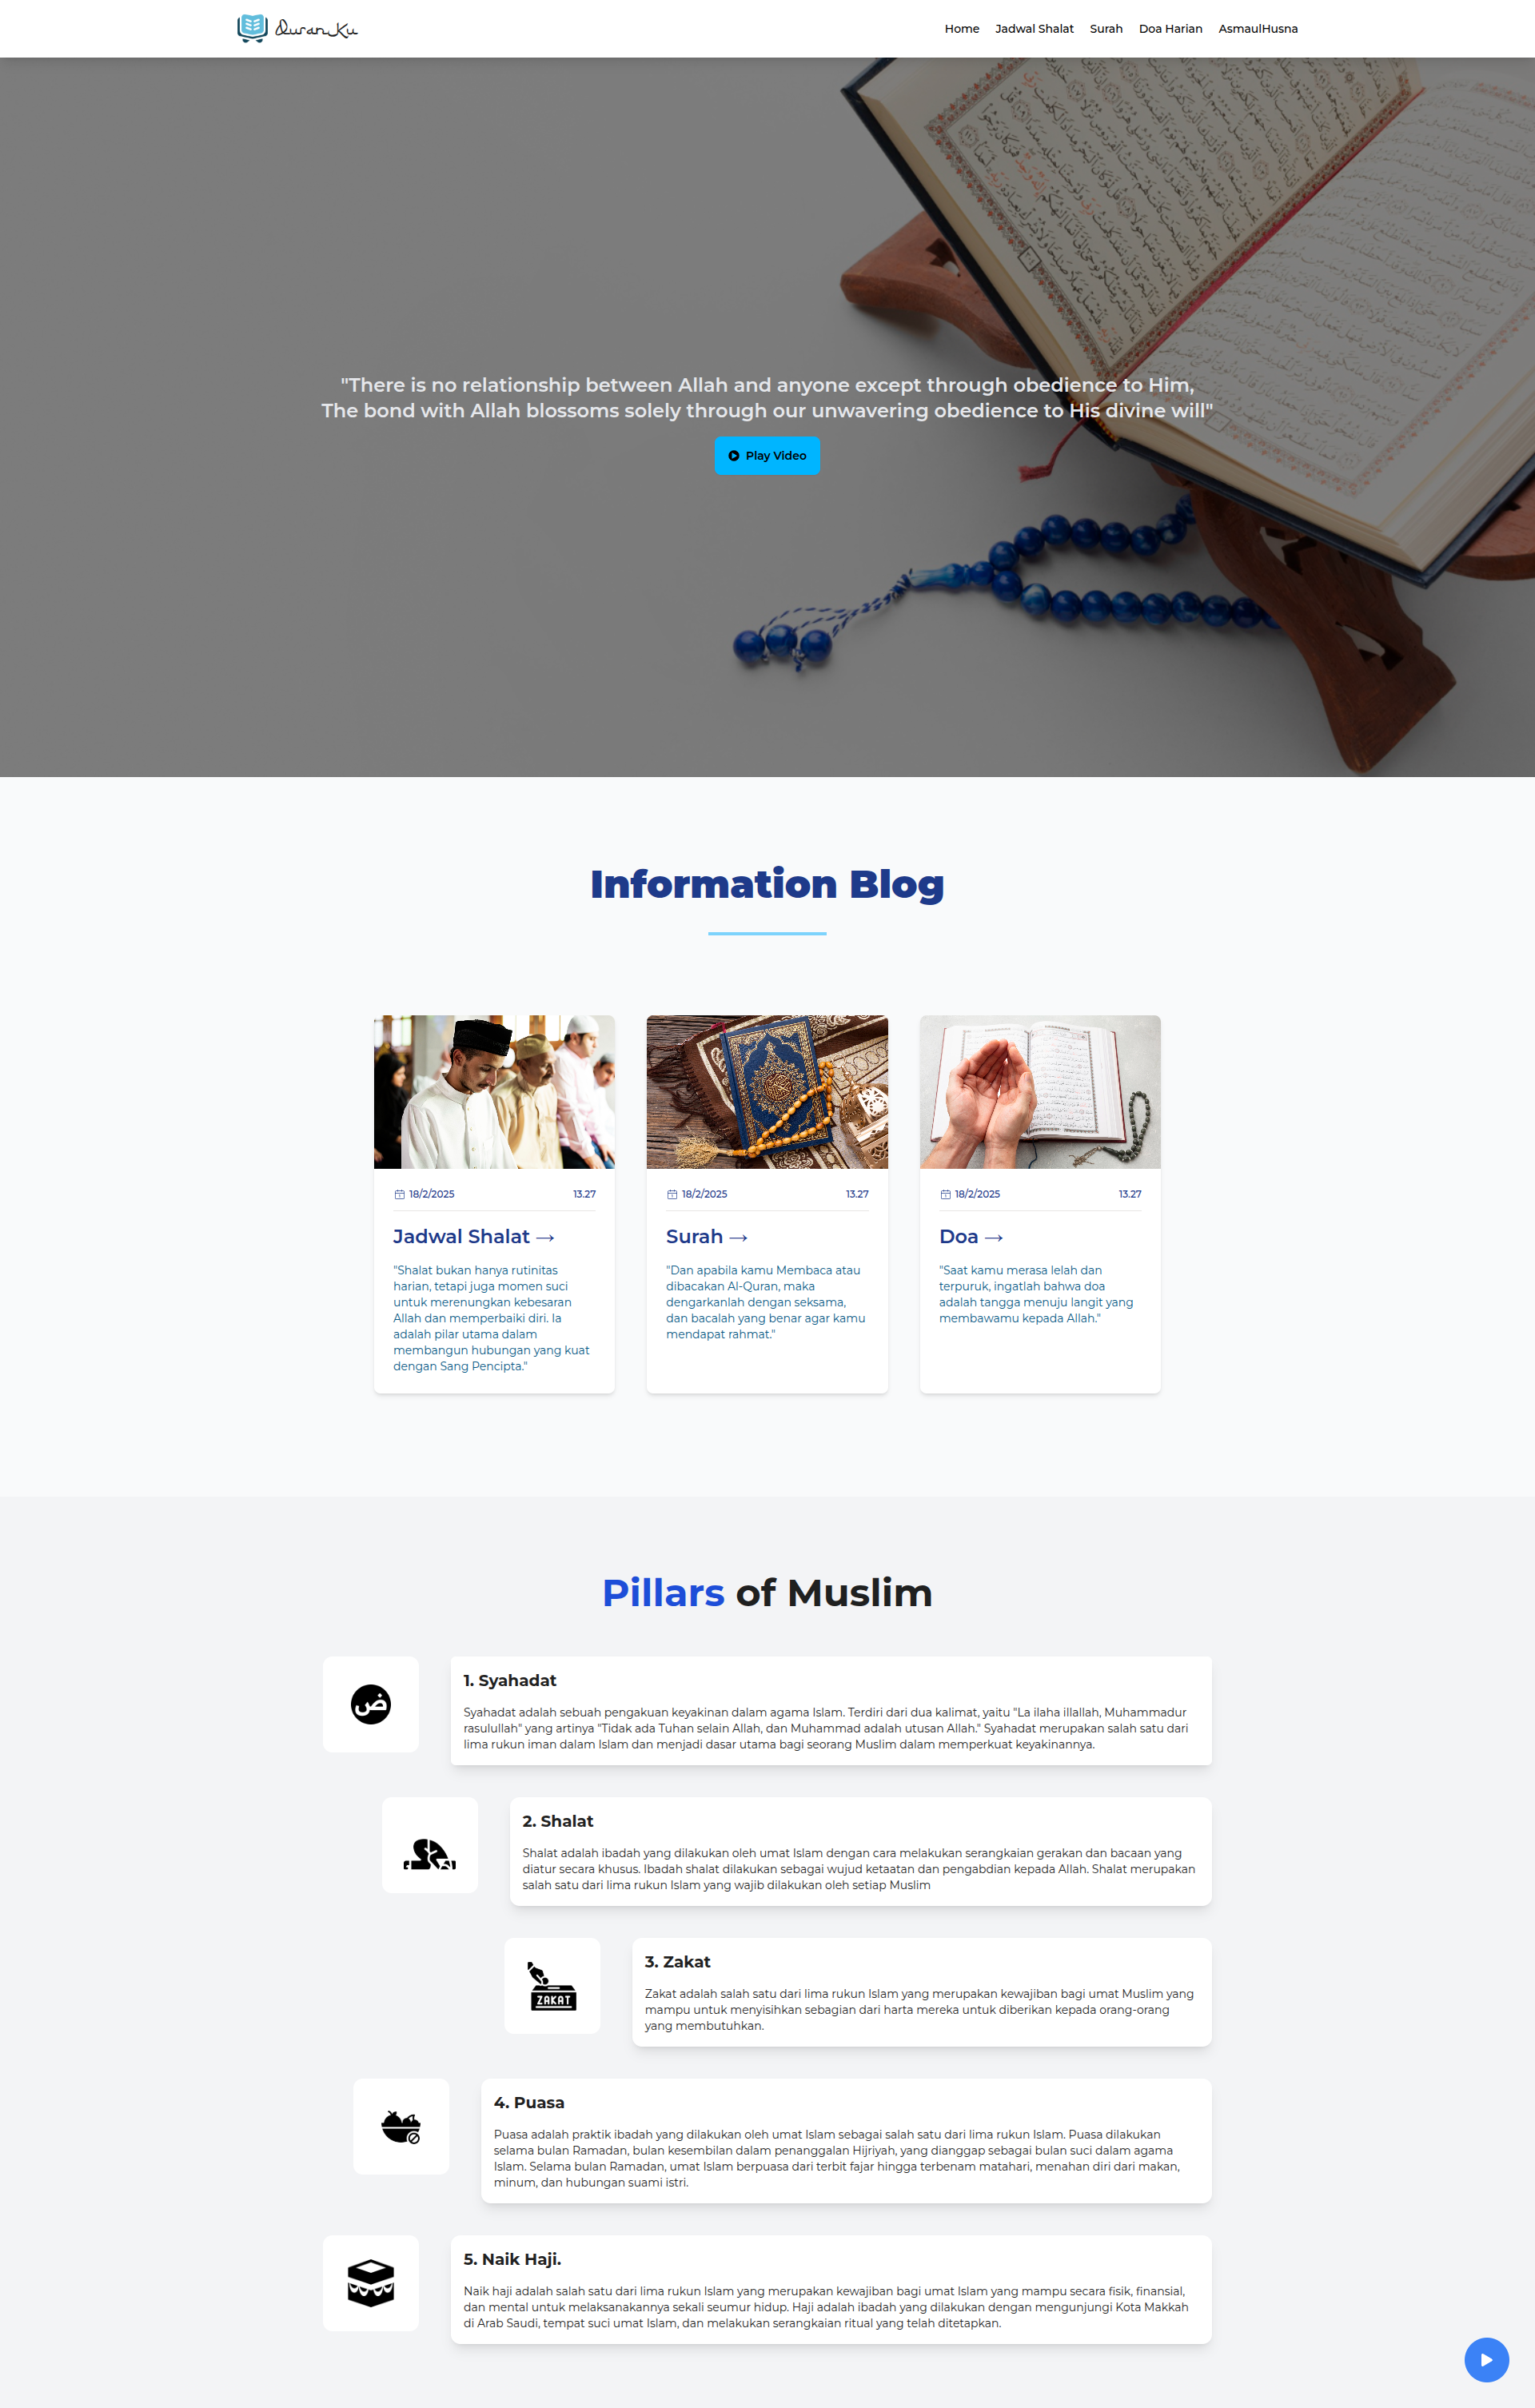 QuranKu
Home Jadwal Shalat Surah Doa Harian AsmaulHusna
"There is no relationship between Allah and anyone except through obedience to Him,
The bond with Allah blossoms solely through our unwavering obedience to His divine will"
Play Video
Information Blog
18/2/2025 13.27
Jadwal Shalat →
"Shalat bukan hanya rutinitas
harian, tetapi juga momen suci
untuk merenungkan kebesaran
Allah dan memperbaiki diri. Ia
adalah pilar utama dalam
membangun hubungan yang kuat
dengan Sang Pencipta."
18/2/2025 13.27
Surah →
"Dan apabila kamu Membaca atau
dibacakan Al-Quran, maka
dengarkanlah dengan seksama,
dan bacalah yang benar agar kamu
mendapat rahmat."
18/2/2025 13.27
Doa →
"Saat kamu merasa lelah dan
terpuruk, ingatlah bahwa doa
adalah tangga menuju langit yang
membawamu kepada Allah."
Pillars of Muslim
ض
1. Syahadat
Syahadat adalah sebuah pengakuan keyakinan dalam agama Islam. Terdiri dari dua kalimat, yaitu "La ilaha illallah, Muhammadur
rasulullah" yang artinya "Tidak ada Tuhan selain Allah, dan Muhammad adalah utusan Allah." Syahadat merupakan salah satu dari
lima rukun iman dalam Islam dan menjadi dasar utama bagi seorang Muslim dalam memperkuat keyakinannya.
2. Shalat
Shalat adalah ibadah yang dilakukan oleh umat Islam dengan cara melakukan serangkaian gerakan dan bacaan yang
diatur secara khusus. Ibadah shalat dilakukan sebagai wujud ketaatan dan pengabdian kepada Allah. Shalat merupakan
salah satu dari lima rukun Islam yang wajib dilakukan oleh setiap Muslim
ZAKAT
3. Zakat
Zakat adalah salah satu dari lima rukun Islam yang merupakan kewajiban bagi umat Muslim yang
mampu untuk menyisihkan sebagian dari harta mereka untuk diberikan kepada orang-orang
yang membutuhkan.
4. Puasa
Puasa adalah praktik ibadah yang dilakukan oleh umat Islam sebagai salah satu dari lima rukun Islam. Puasa dilakukan
selama bulan Ramadan, bulan kesembilan dalam penanggalan Hijriyah, yang dianggap sebagai bulan suci dalam agama
Islam. Selama bulan Ramadan, umat Islam berpuasa dari terbit fajar hingga terbenam matahari, menahan diri dari makan,
minum, dan hubungan suami istri.
5. Naik Haji.
Naik haji adalah salah satu dari lima rukun Islam yang merupakan kewajiban bagi umat Islam yang mampu secara fisik, finansial,
dan mental untuk melaksanakannya sekali seumur hidup. Haji adalah ibadah yang dilakukan dengan mengunjungi Kota Makkah
di Arab Saudi, tempat suci umat Islam, dan melakukan serangkaian ritual yang telah ditetapkan.